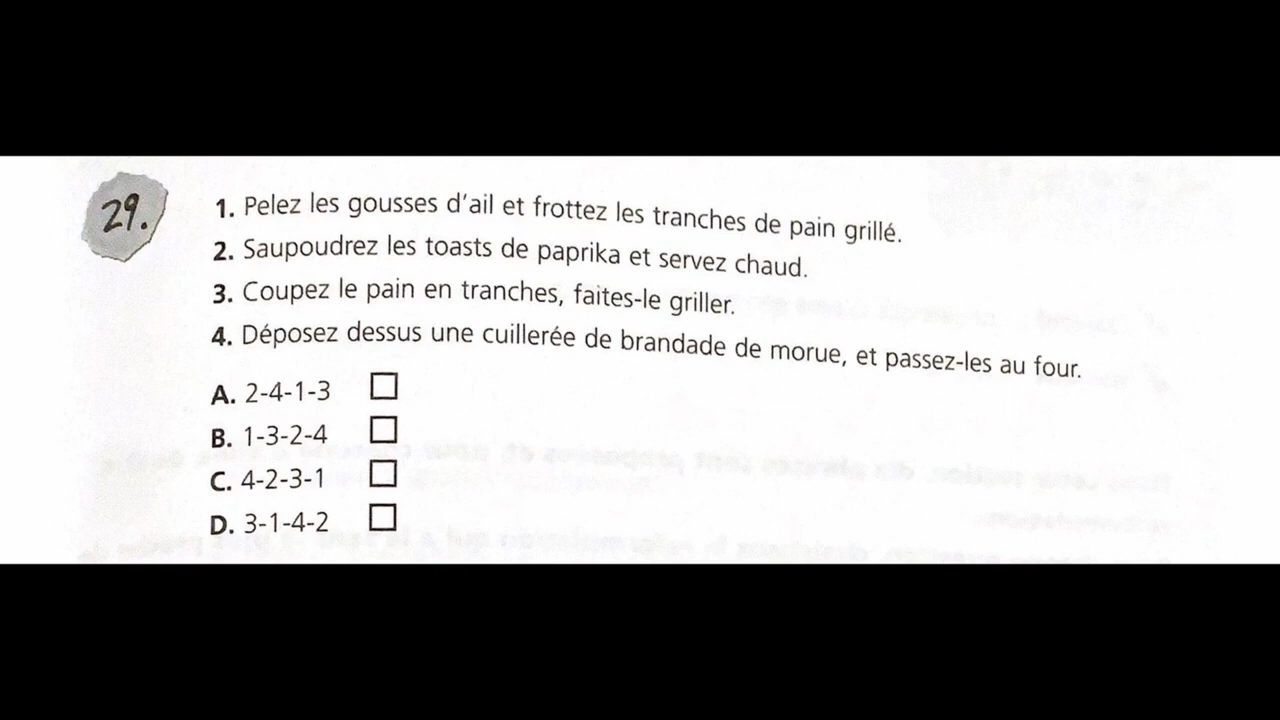 29.
1. Pelez les gousses d'ail et frottez les tranches de pain grillé.
2. Saupoudrez les toasts de paprika et servez chaud.
3. Coupez le pain en tranches, faites-le griller.
4. Déposez dessus une cuillerée de brandade de morue, et passez-les au four.
A. 2-4-1-3
B. 1-3-2-4
C. 4-2-3-1
D. 3-1-4-2